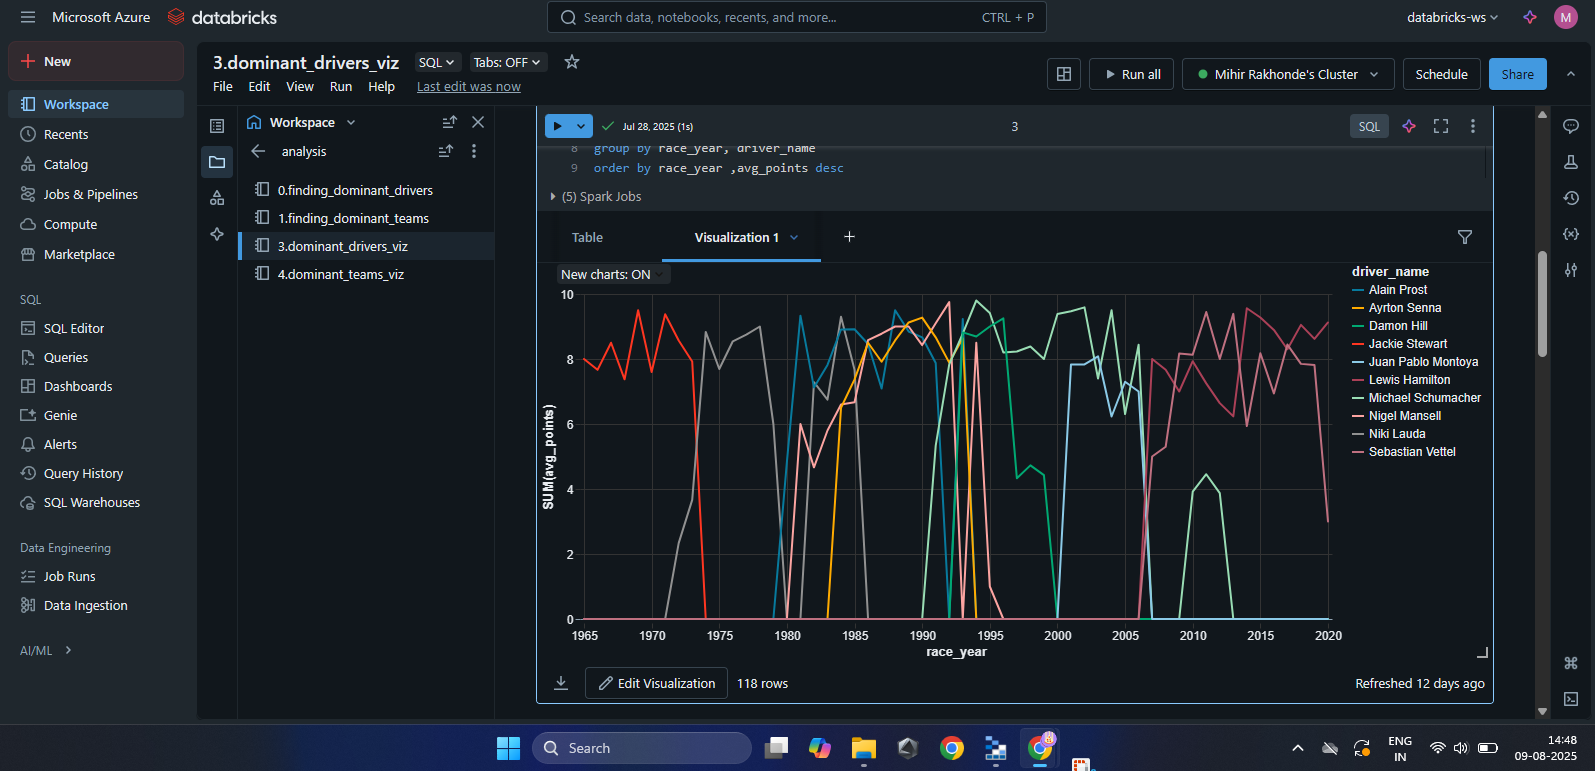 Microsoft Azure
databricks
Search data, notebooks, recents, and more...
CTRL + P
databricks-ws
M
New
Workspace
Recents
Catalog
Jobs & Pipelines
Compute
Marketplace
SQL
SQL Editor
Queries
Dashboards
Genie
Alerts
Query History
SQL Warehouses
Data Engineering
Job Runs
Data Ingestion
AI/ML
3.dominant_drivers_viz
SQL
Tabs: OFF
File
Edit
View
Run
Help
Last edit was now
Run all
Mihir Rakhonde's Cluster
Schedule
Share
Workspace
analysis
0.finding_dominant_drivers
1.finding_dominant_teams
3.dominant_drivers_viz
4.dominant_teams_viz
Jul 28, 2025 (1s)
3
SQL
8 group by race_year, driver_name
9 order by race_year ,avg_points desc
(5) Spark Jobs
Table
Visualization 1
+
New charts: ON
SUM(avg_points)
10
8
6
4
2
0
1965
1970
1975
1980
1985
1990
1995
2000
2005
2010
2015
2020
race_year
driver_name
Alain Prost
Ayrton Senna
Damon Hill
Jackie Stewart
Juan Pablo Montoya
Lewis Hamilton
Michael Schumacher
Nigel Mansell
Niki Lauda
Sebastian Vettel
Edit Visualization
118 rows
Refreshed 12 days ago
Search
ENG
IN
14:48
09-08-2025